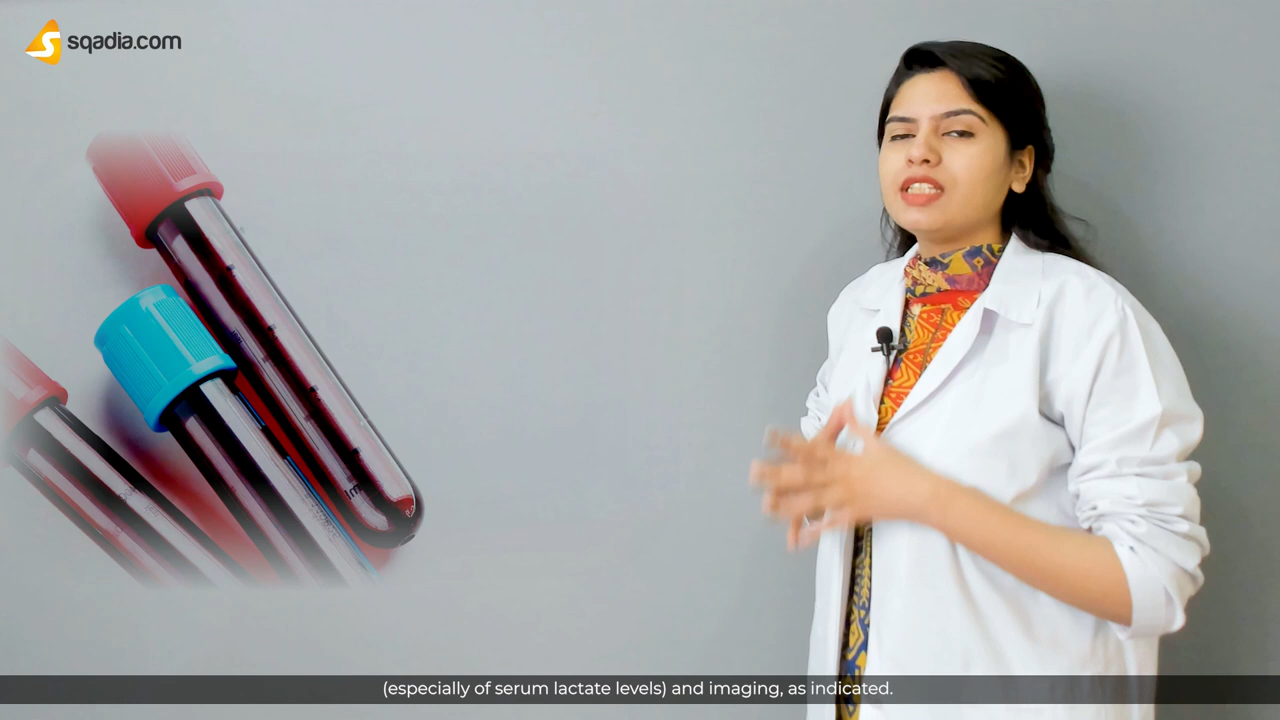 sqadia.com
(especially of serum lactate levels) and imaging, as indicated.